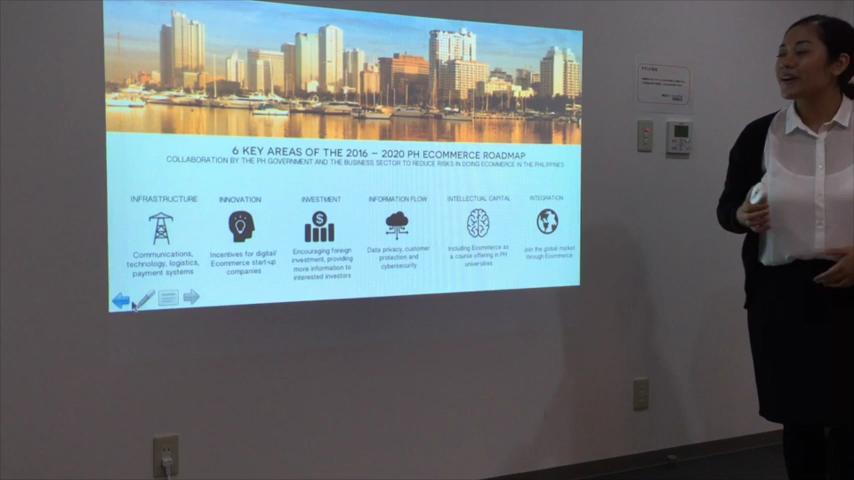 6 KEY AREAS OF THE 2016 – 2020 PH ECOMMERCE ROADMAP
COLLABORATION BY THE PH GOVERNMENT AND THE BUSINESS SECTOR TO REDUCE RISKS IN DOING ECOMMERCE IN THE PHILIPPINES
INFRASTRUCTURE
Communications,
technology, logistics,
payment systems
INNOVATION
Incentives for digital/
Ecommerce start-up
companies
INVESTMENT
Encouraging foreign
investment, providing
more information to
interested investors
INFORMATION FLOW
Data privacy, customer
protection and
cybersecurity
INTELLECTUAL CAPITAL
Including Ecommerce as
a course offering in PH
universities
INTEGRATION
Join the global market
through Ecommerce